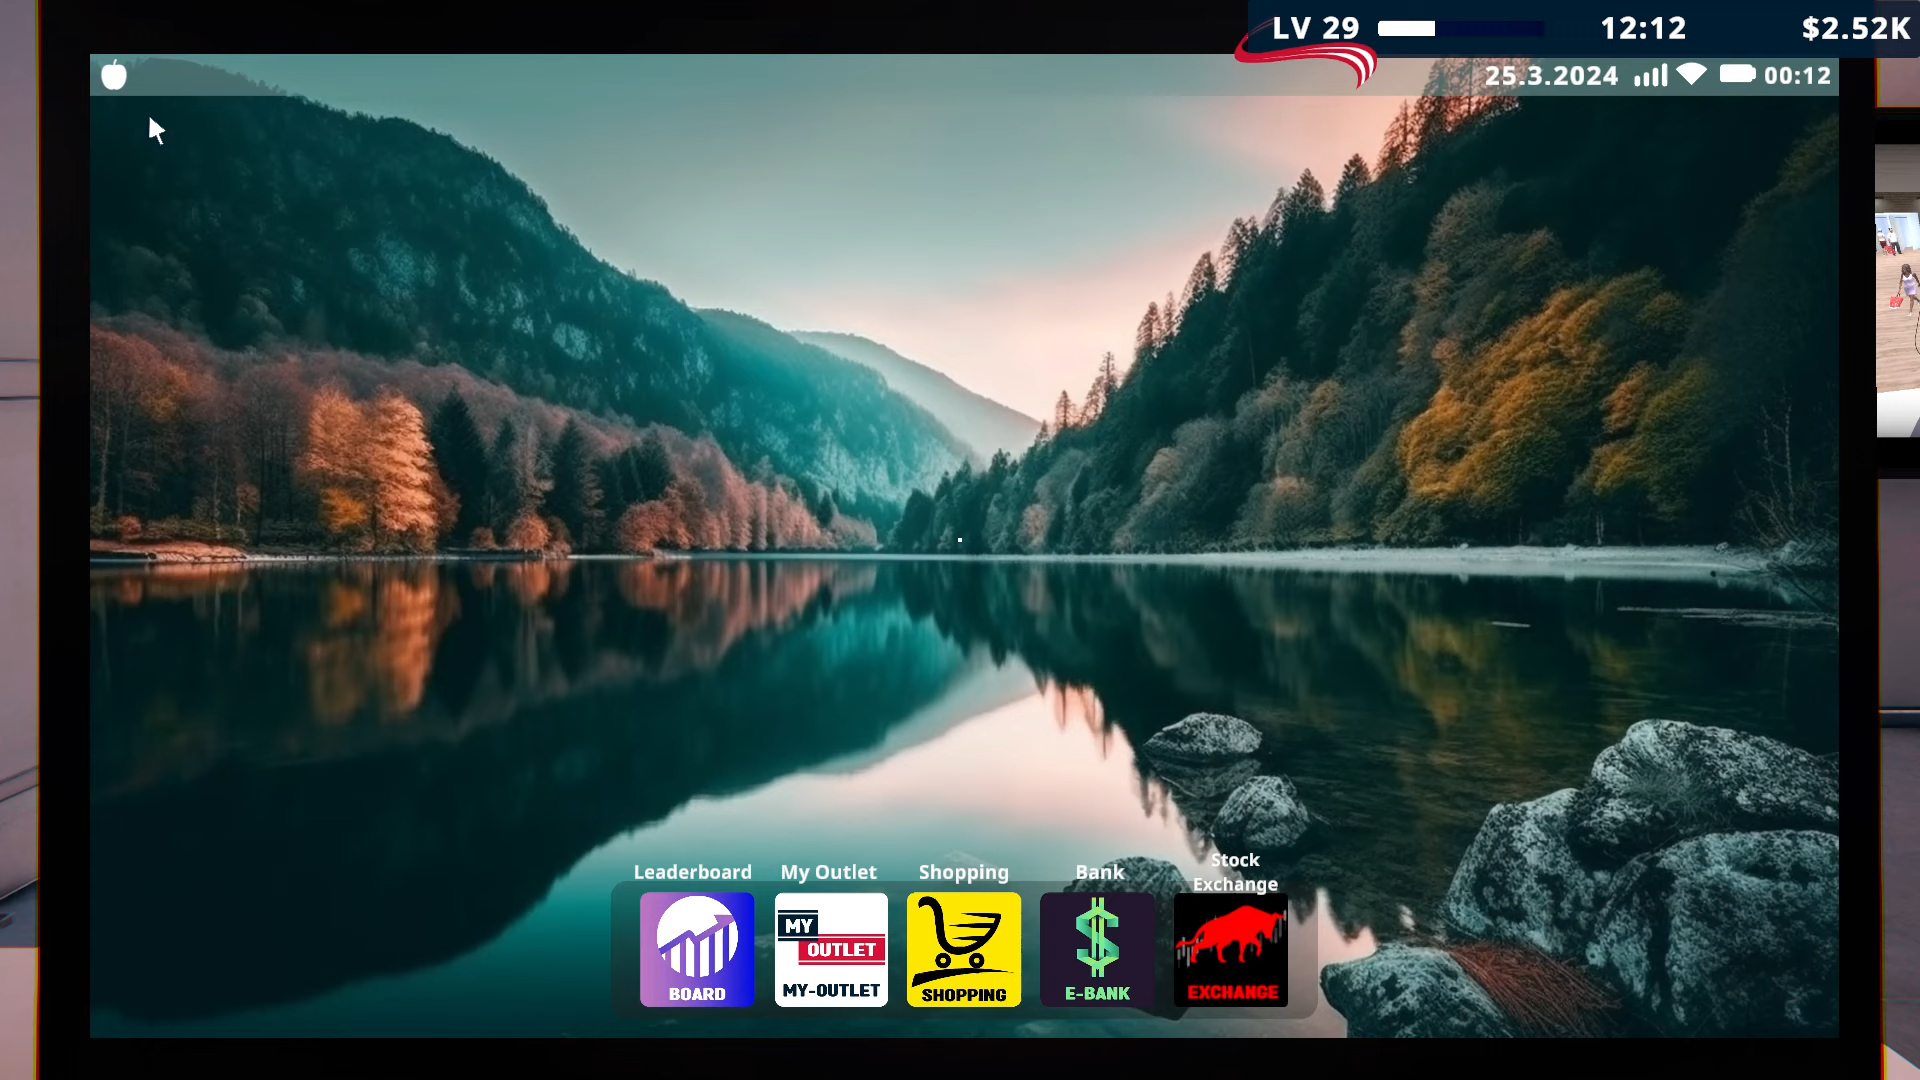 LV 29 12:12 $2.52K
25.3.2024 00:12
Leaderboard My Outlet Shopping Bank Stock Exchange
BOARD
MY
OUTLET
MY-OUTLET
SHOPPING
E-BANK
EXCHANGE